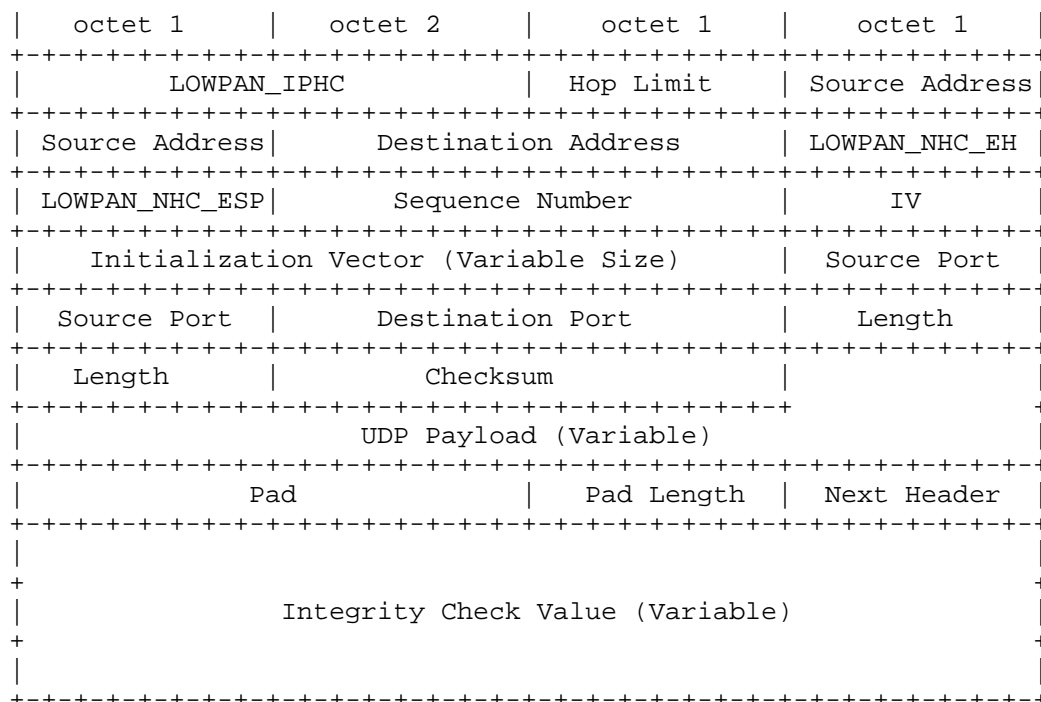 |   octet 1     |   octet 2     |    octet 1    |    octet 1    |
+-+-+-+-+-+-+-+-+-+-+-+-+-+-+-+-+-+-+-+-+-+-+-+-+-+-+-+-+-+-+-+-+
|         LOWPAN_IPHC           |  Hop Limit    | Source Address|
+-+-+-+-+-+-+-+-+-+-+-+-+-+-+-+-+-+-+-+-+-+-+-+-+-+-+-+-+-+-+-+-+
| Source Address|      Destination Address      | LOWPAN_NHC_EH |
+-+-+-+-+-+-+-+-+-+-+-+-+-+-+-+-+-+-+-+-+-+-+-+-+-+-+-+-+-+-+-+-+
| LOWPAN_NHC_ESP|       Sequence Number         |      IV       |
+-+-+-+-+-+-+-+-+-+-+-+-+-+-+-+-+-+-+-+-+-+-+-+-+-+-+-+-+-+-+-+-+
|    Initialization Vector (Variable Size)      |  Source Port  |
+-+-+-+-+-+-+-+-+-+-+-+-+-+-+-+-+-+-+-+-+-+-+-+-+-+-+-+-+-+-+-+-+
|  Source Port  |      Destination Port         |    Length     |
+-+-+-+-+-+-+-+-+-+-+-+-+-+-+-+-+-+-+-+-+-+-+-+-+-+-+-+-+-+-+-+-+
|   Length      |         Checksum              |               |
+-+-+-+-+-+-+-+-+-+-+-+-+-+-+-+-+-+-+-+-+-+-+-+-+               +
|                     UDP Payload (Variable)                    |
+-+-+-+-+-+-+-+-+-+-+-+-+-+-+-+-+-+-+-+-+-+-+-+-+-+-+-+-+-+-+-+-+
|              Pad              |   Pad Length  |  Next Header  |
+-+-+-+-+-+-+-+-+-+-+-+-+-+-+-+-+-+-+-+-+-+-+-+-+-+-+-+-+-+-+-+-+
|                                                               |
+                                                               +
|                Integrity Check Value (Variable)               |
+                                                               +
|                                                               |
+-+-+-+-+-+-+-+-+-+-+-+-+-+-+-+-+-+-+-+-+-+-+-+-+-+-+-+-+-+-+-+-+